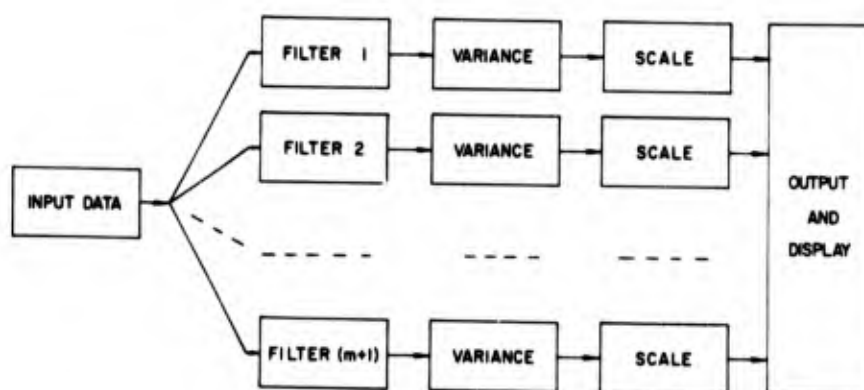 FILTER 1
VARIANCE
SCALE
FILTER 2
VARIANCE
SCALE
INPUT DATA
OUTPUT
AND
DISPLAY
FILTER (m+1)
VARIANCE
SCALE